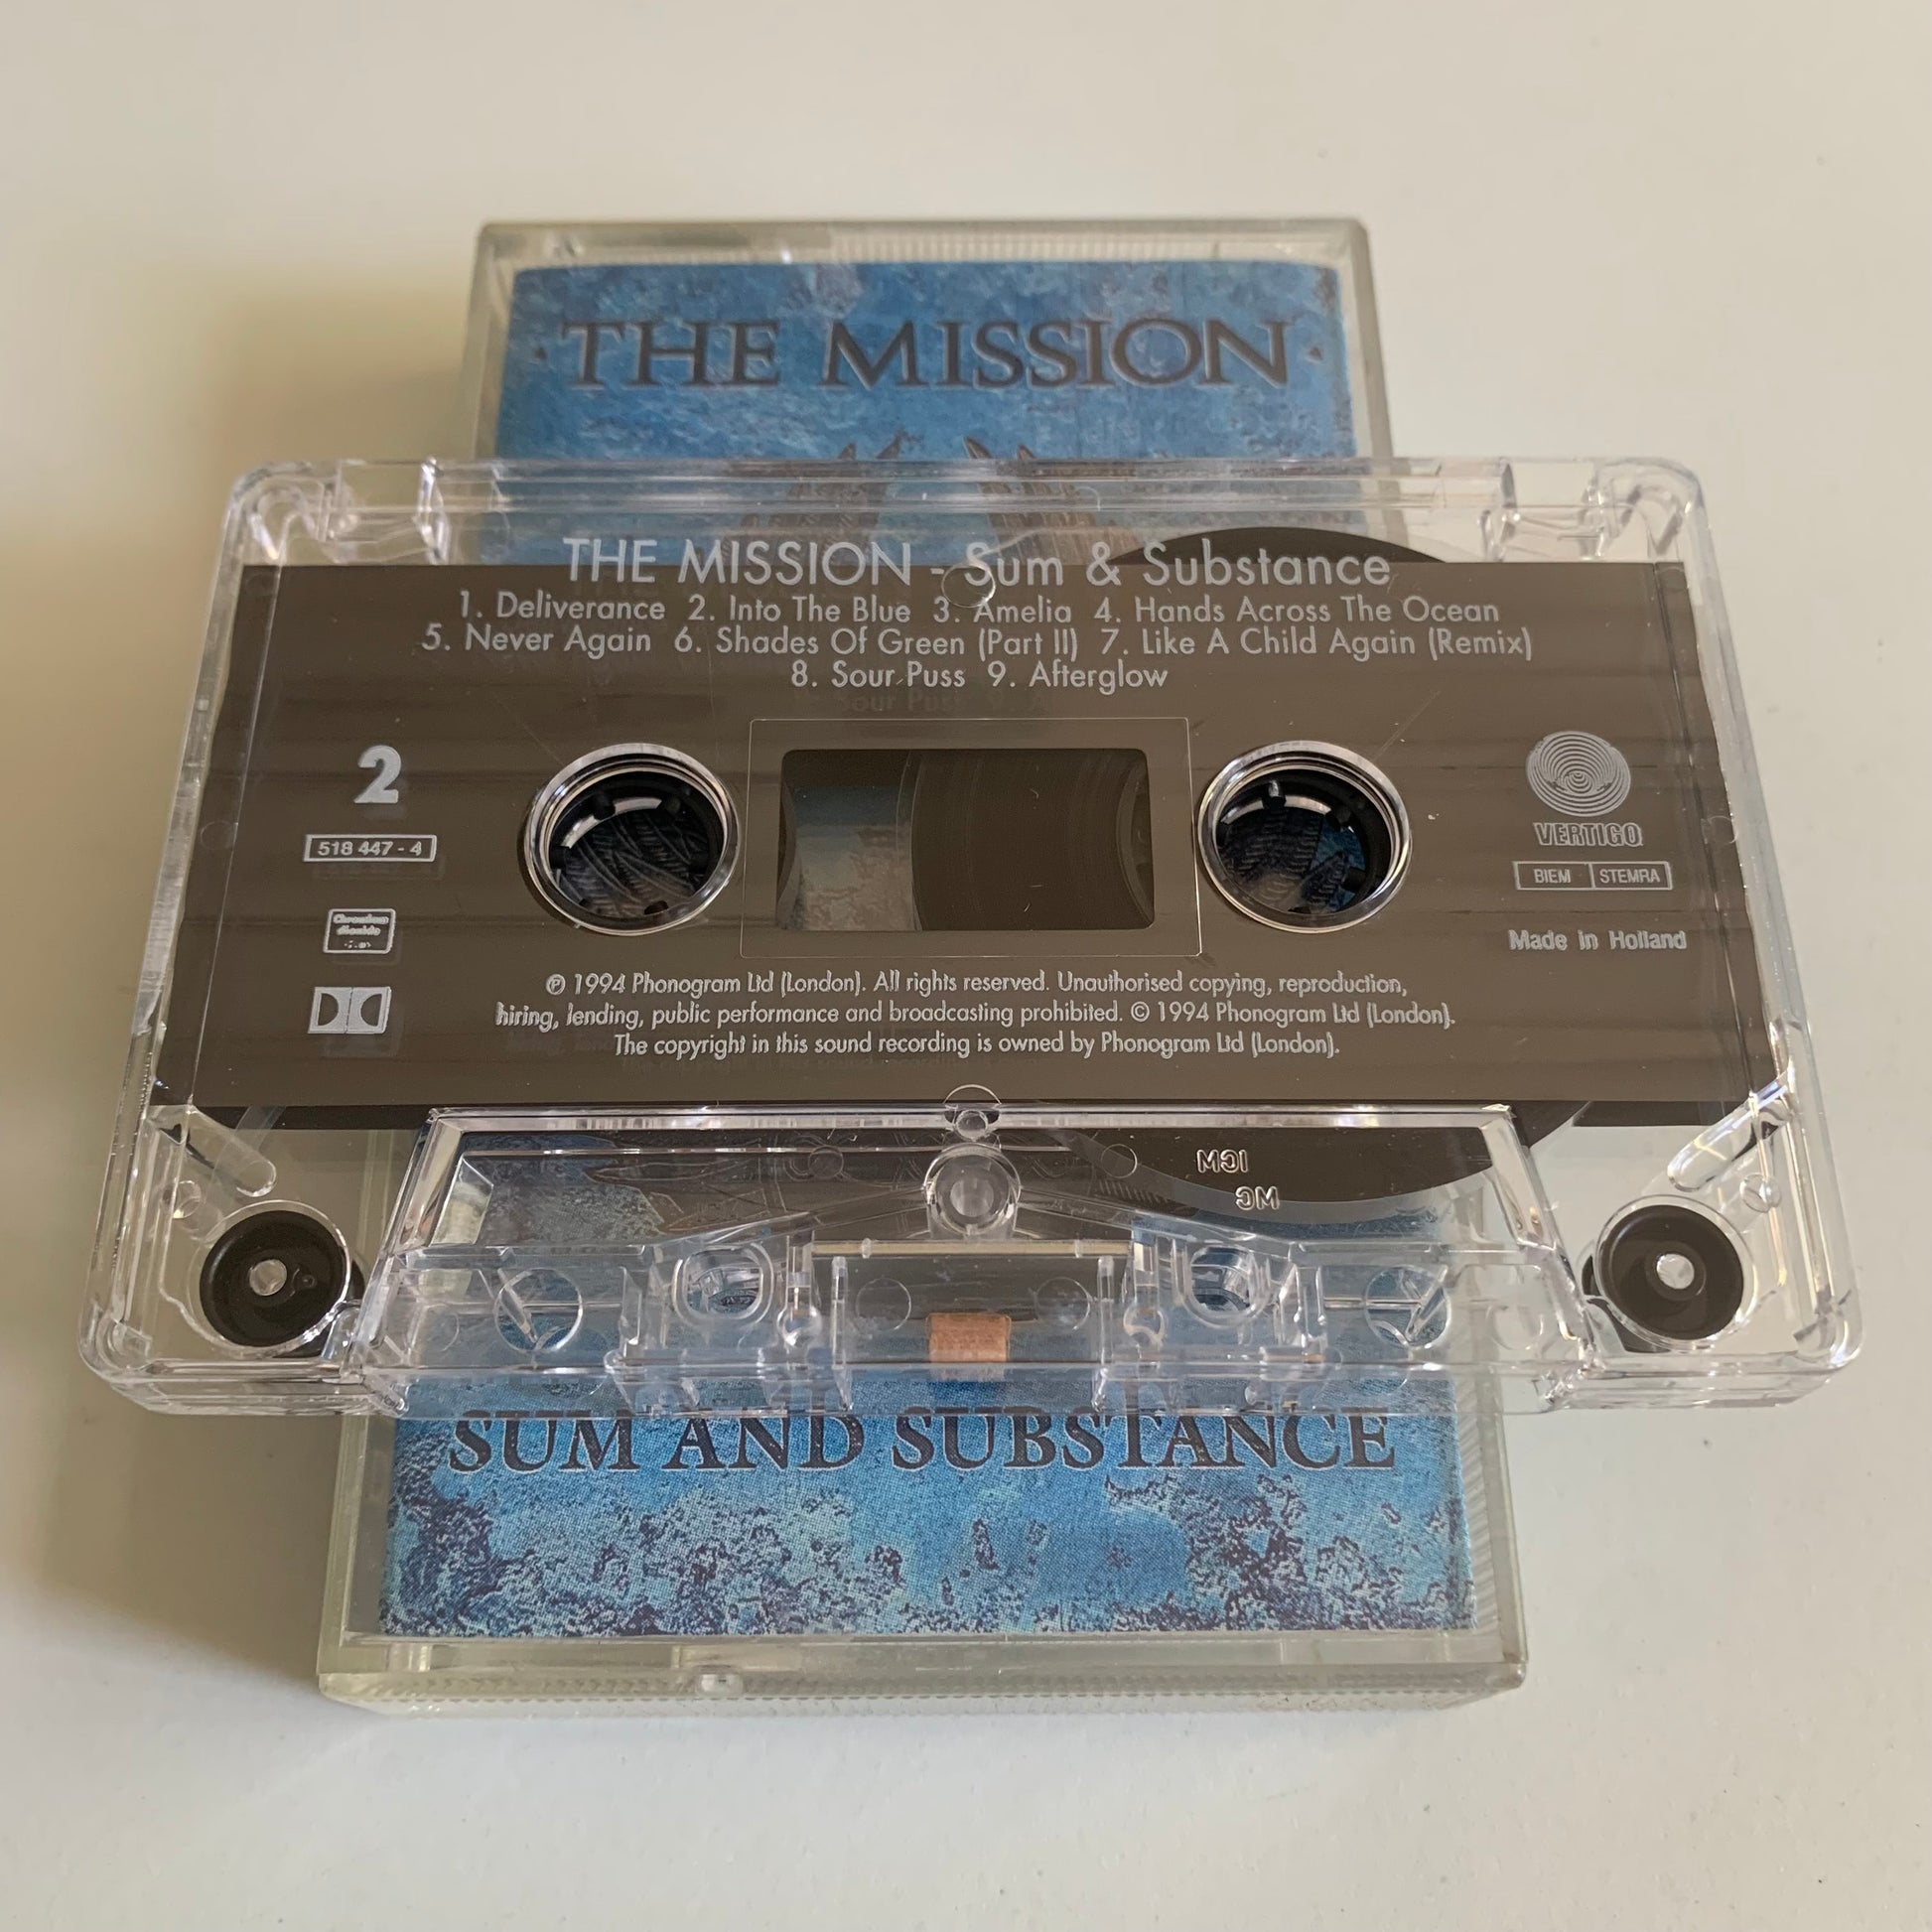 THE MISSION
THE MISSION - Sum & Substance
1. Deliverance 2. Into The Blue 3. Amelia 4. Hands Across The Ocean
5. Never Again 6. Shades Of Green (Part II) 7. Like A Child Again (Remix)
8. Sour Puss 9. Afterglow
2
518 447 - 4
Chromium
dioxide
VERTIGO
BIEM STEMRA
Made in Holland
℗ 1994 Phonogram Ltd (London). All rights reserved. Unauthorised copying, reproduction,
hiring, lending, public performance and broadcasting prohibited. © 1994 Phonogram Ltd (London).
The copyright in this sound recording is owned by Phonogram Ltd (London).
SUM AND SUBSTANCE